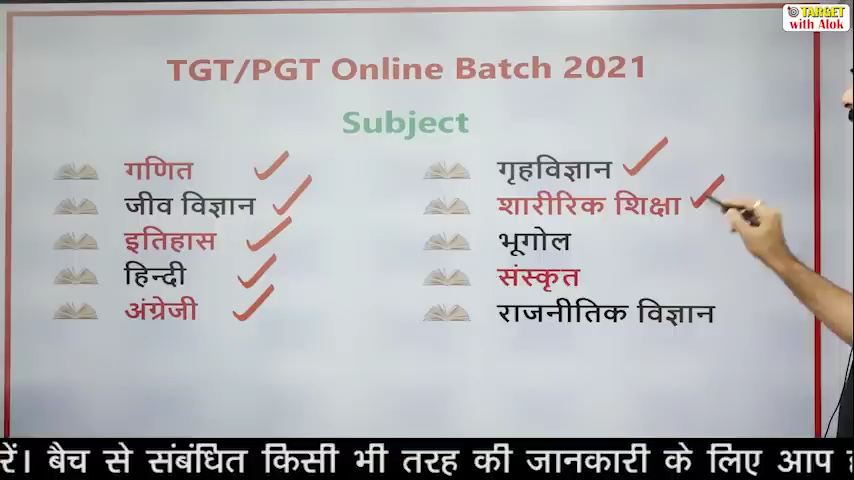 TARGET
with Alok
TGT/PGT Online Batch 2021
Subject
गणित
जीव विज्ञान
इतिहास
हिन्दी
अंग्रेजी
गृहविज्ञान
शारीरिक शिक्षा
भूगोल
संस्कृत
राजनीतिक विज्ञान
रें। बैच से संबंधित किसी भी तरह की जानकारी के लिए आप